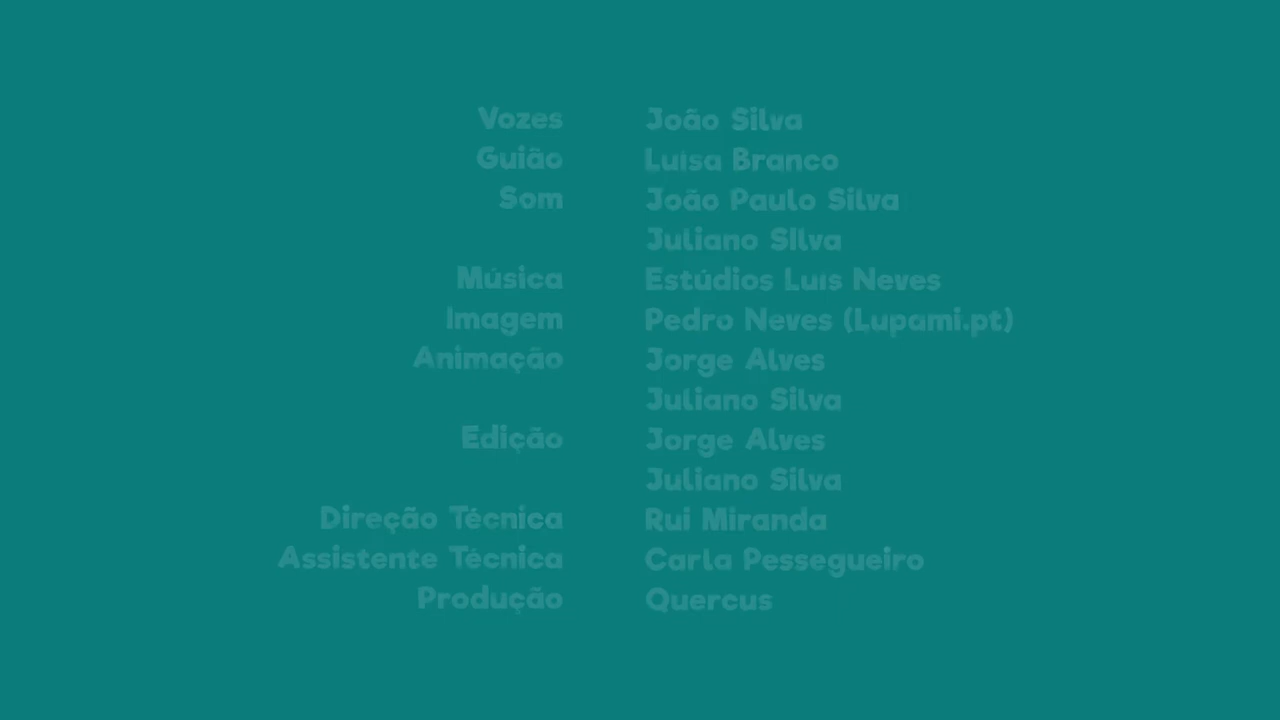 Vozes João Silva
Guião Luísa Branco
Som João Paulo Silva
Juliano Silva
Música Estúdios Luís Neves
Imagem Pedro Neves (Lupami.pt)
Animação Jorge Alves
Juliano Silva
Edição Jorge Alves
Juliano Silva
Direção Técnica Rui Miranda
Assistente Técnica Carla Pessegueiro
Produção Quercus